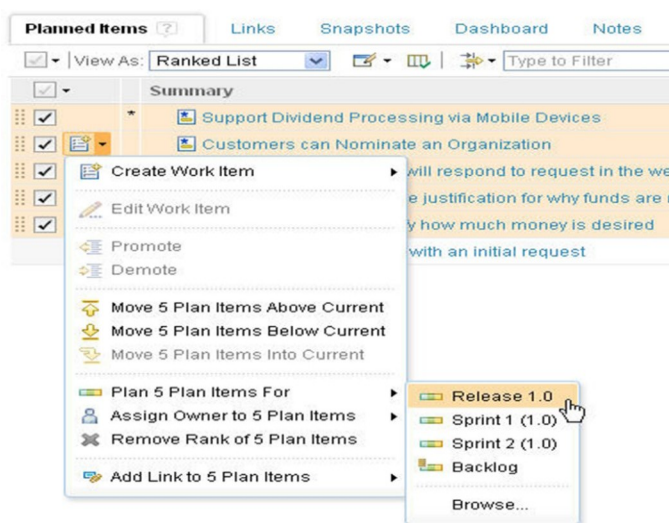 Planned Items ? Links Snapshots Dashboard Notes
View As: Ranked List Type to Filter
Summary
* Support Dividend Processing via Mobile Devices
Customers can Nominate an Organization
Create Work Item will respond to request in the we
Edit Work Item e justification for why funds are
y how much money is desired
Promote with an initial request
Demote
Move 5 Plan Items Above Current
Move 5 Plan Items Below Current
Move 5 Plan Items Into Current
Plan 5 Plan Items For Release 1.0
Assign Owner to 5 Plan Items Sprint 1 (1.0)
Remove Rank of 5 Plan Items Sprint 2 (1.0)
Add Link to 5 Plan Items Backlog
Browse...